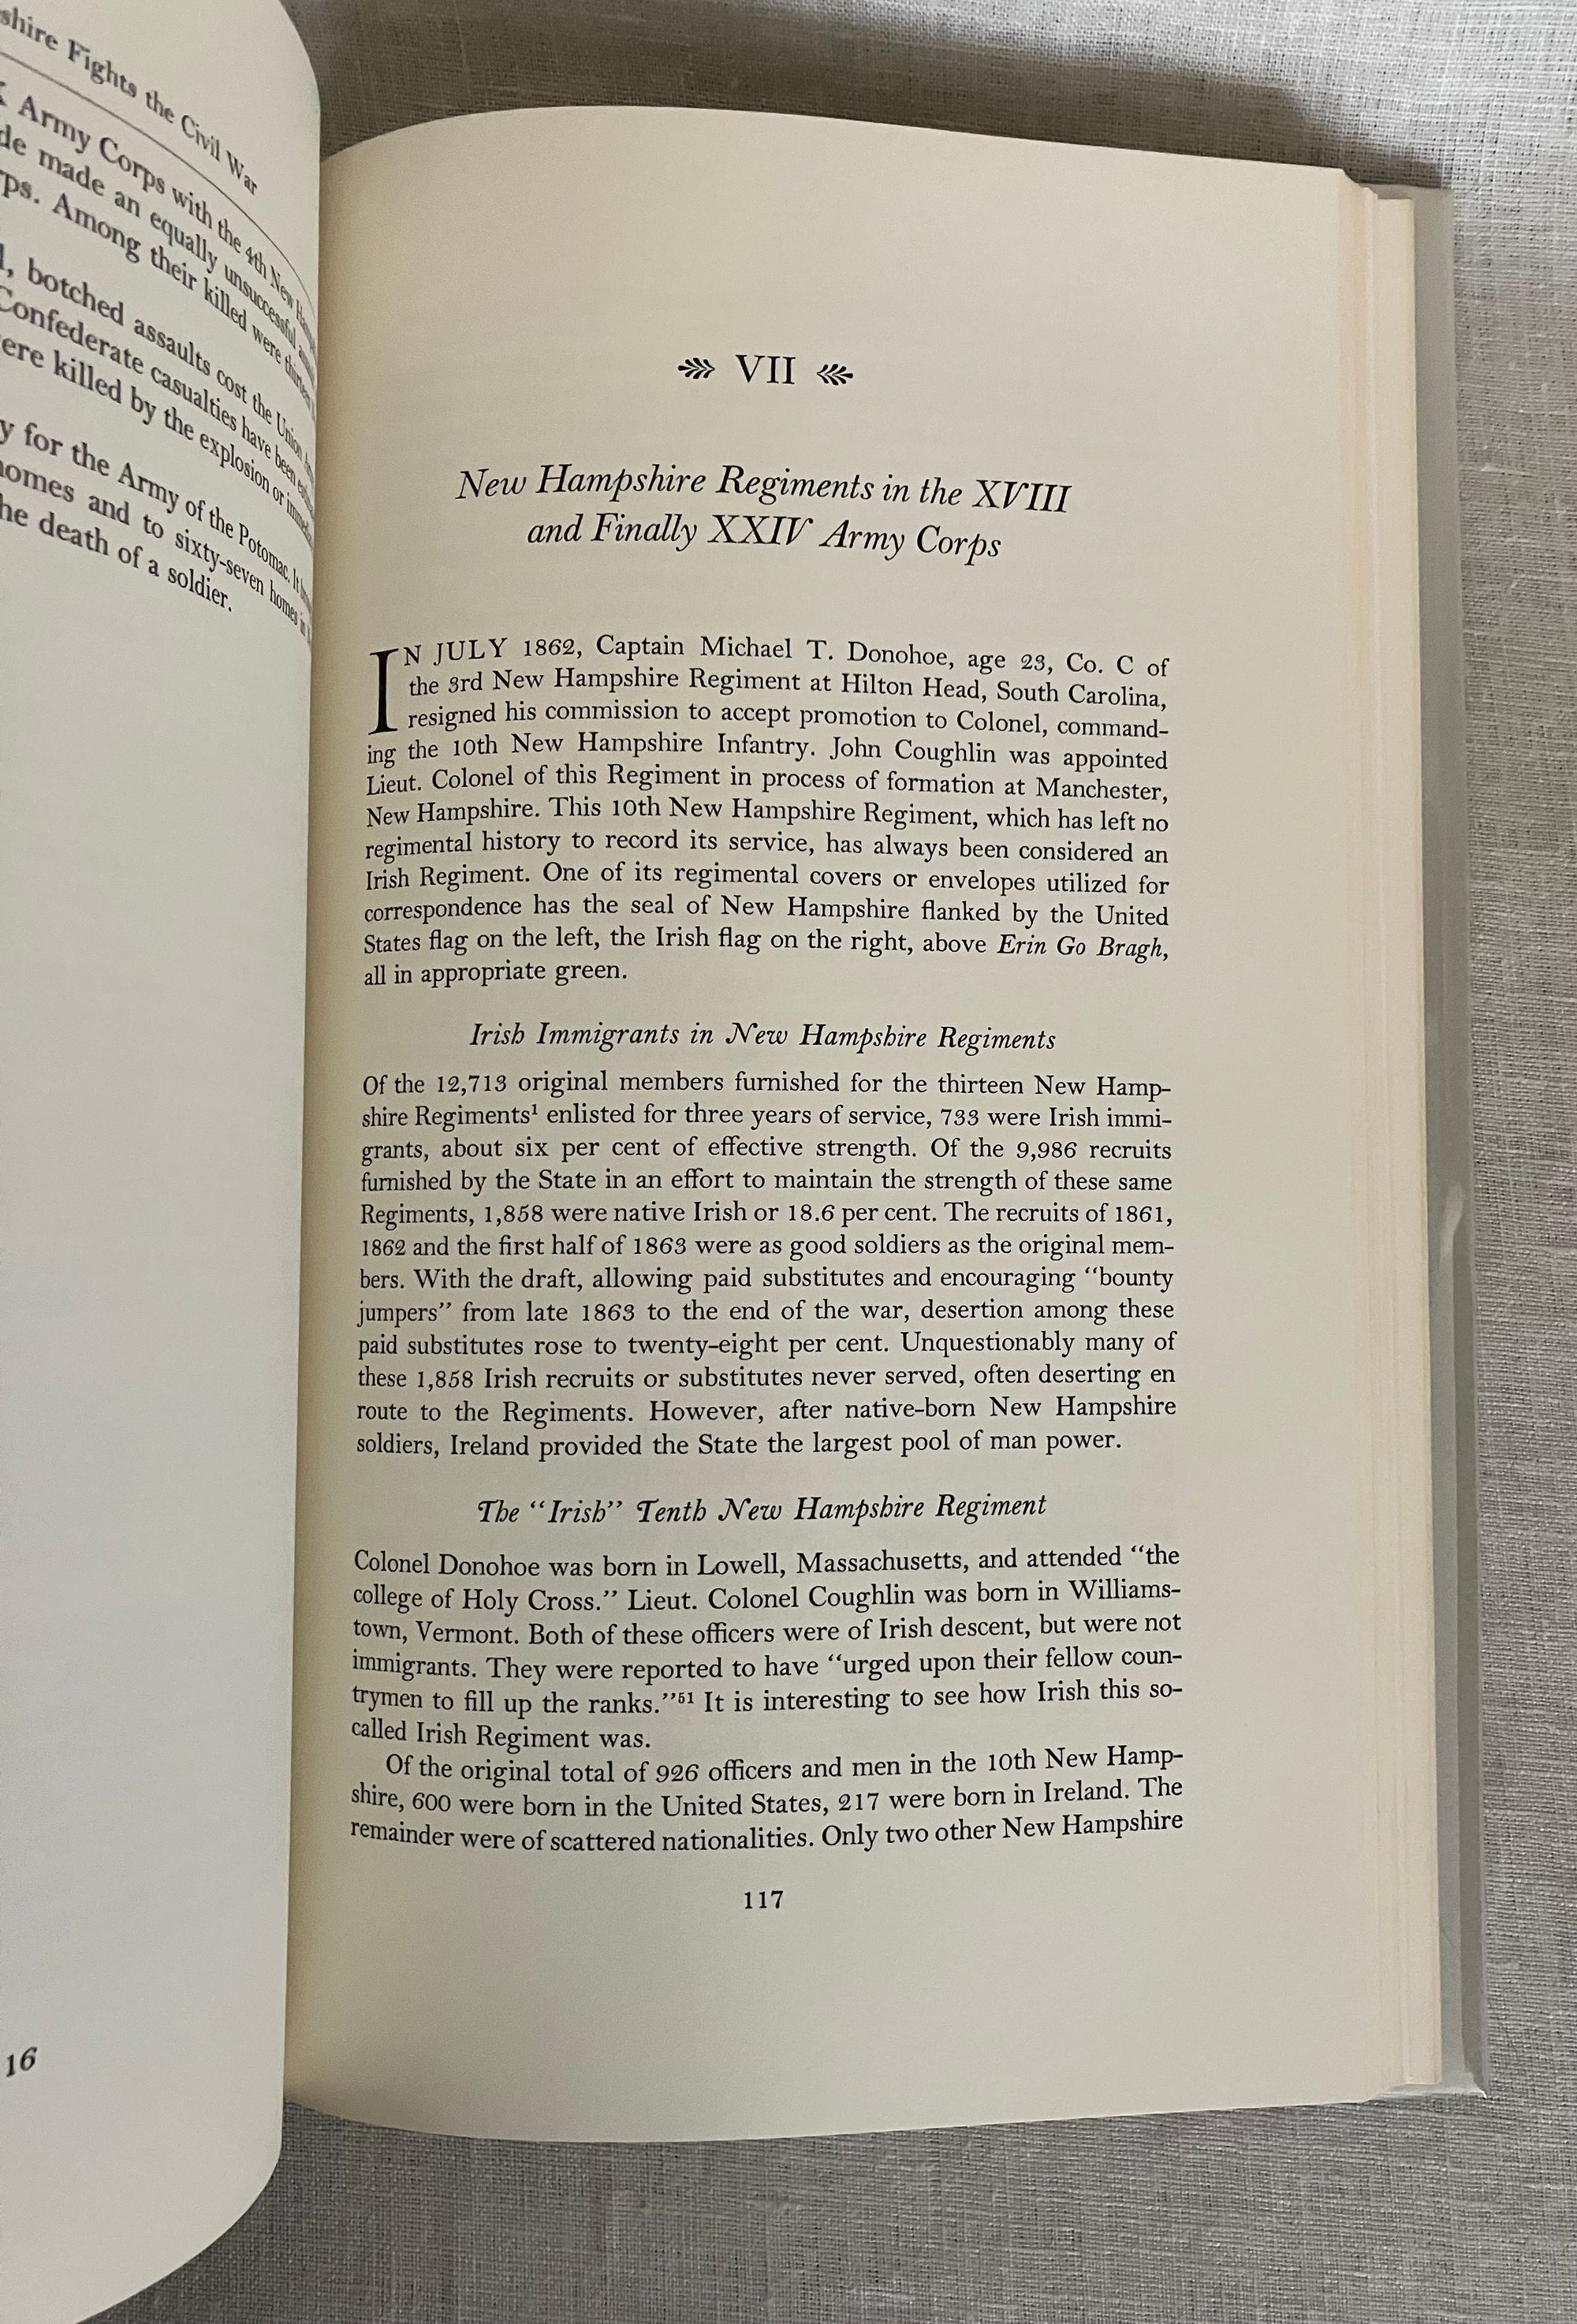 shire Fights the Civil War
Army Corps with the 4th New
de made an equally unsuccessful
rps. Among their killed were thirteen
botched assaults cost the Union
Confederate casualties have been
ere killed by the explosion or
y for the Army of the Potomac. It
homes and to sixty-seven homes in
he death of a soldier.
16
VII
New Hampshire Regiments in the XVIII
and Finally XXIV Army Corps
IN JULY 1862, Captain Michael T. Donohoe, age 23, Co. C of
the 3rd New Hampshire Regiment at Hilton Head, South Carolina,
resigned his commission to accept promotion to Colonel, command-
ing the 10th New Hampshire Infantry. John Coughlin was appointed
Lieut. Colonel of this Regiment in process of formation at Manchester,
New Hampshire. This 10th New Hampshire Regiment, which has left no
regimental history to record its service, has always been considered an
Irish Regiment. One of its regimental covers or envelopes utilized for
correspondence has the seal of New Hampshire flanked by the United
States flag on the left, the Irish flag on the right, above Erin Go Bragh,
all in appropriate green.
Irish Immigrants in New Hampshire Regiments
Of the 12,713 original members furnished for the thirteen New Hamp-
shire Regiments¹ enlisted for three years of service, 733 were Irish immi-
grants, about six per cent of effective strength. Of the 9,986 recruits
furnished by the State in an effort to maintain the strength of these same
Regiments, 1,858 were native Irish or 18.6 per cent. The recruits of 1861,
1862 and the first half of 1863 were as good soldiers as the original mem-
bers. With the draft, allowing paid substitutes and encouraging "bounty
jumpers" from late 1863 to the end of the war, desertion among these
paid substitutes rose to twenty-eight per cent. Unquestionably many of
these 1,858 Irish recruits or substitutes never served, often deserting en
route to the Regiments. However, after native-born New Hampshire
soldiers, Ireland provided the State the largest pool of man power.
The "Irish" Tenth New Hampshire Regiment
Colonel Donohoe was born in Lowell, Massachusetts, and attended "the
college of Holy Cross." Lieut. Colonel Coughlin was born in Williams-
town, Vermont. Both of these officers were of Irish descent, but were not
immigrants. They were reported to have "urged upon their fellow coun-
trymen to fill up the ranks."⁵¹ It is interesting to see how Irish this so-
called Irish Regiment was.
Of the original total of 926 officers and men in the 10th New Hamp-
shire, 600 were born in the United States, 217 were born in Ireland. The
remainder were of scattered nationalities. Only two other New Hampshire
117